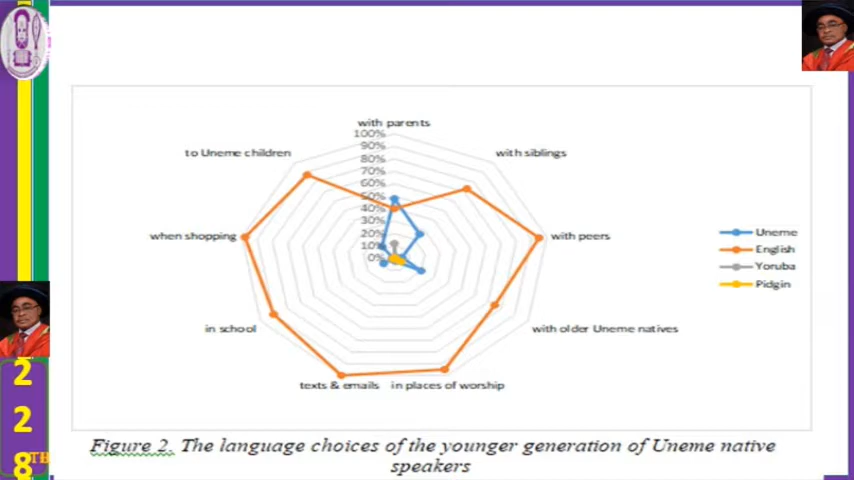 with parents
100%
90%
to Uneme children
with siblings
80%
70%
60%
50%
40%
30%
when shopping
with peers
20%
10%
0%
Uneme
English
Yoruba
Pidgin
in school
with older Uneme natives
texts & emails
in places of worship
2
2
8TH
Figure 2. The language choices of the younger generation of Uneme native
speakers